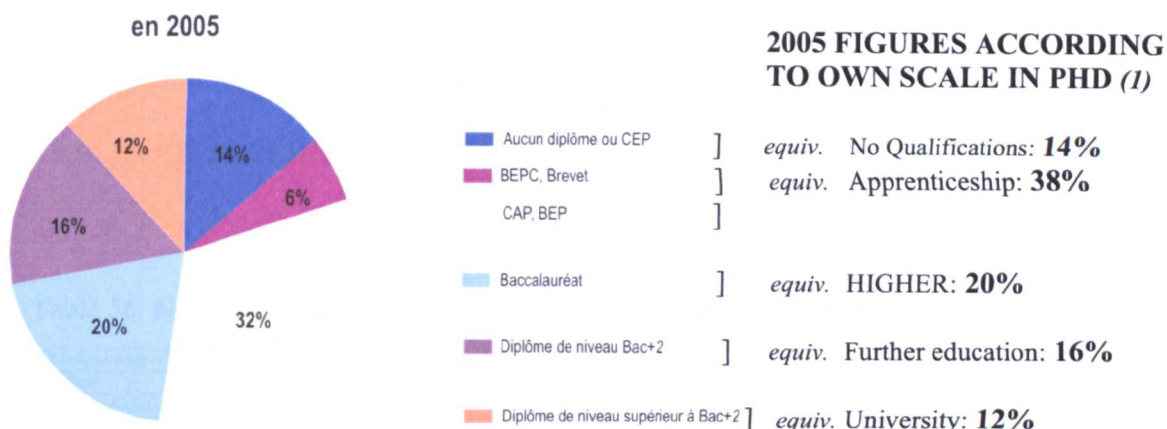 en 2005
12%
14%
6%
16%
20%
32%
2005 FIGURES ACCORDING
TO OWN SCALE IN PHD (1)
Aucun diplôme ou CEP ] equiv. No Qualifications: 14%
BEPC, Brevet ] equiv. Apprenticeship: 38%
CAP, BEP ]
Baccalauréat ] equiv. HIGHER: 20%
Diplôme de niveau Bac+2 ] equiv. Further education: 16%
Diplôme de niveau supérieur à Bac+2 ] equiv. University: 12%